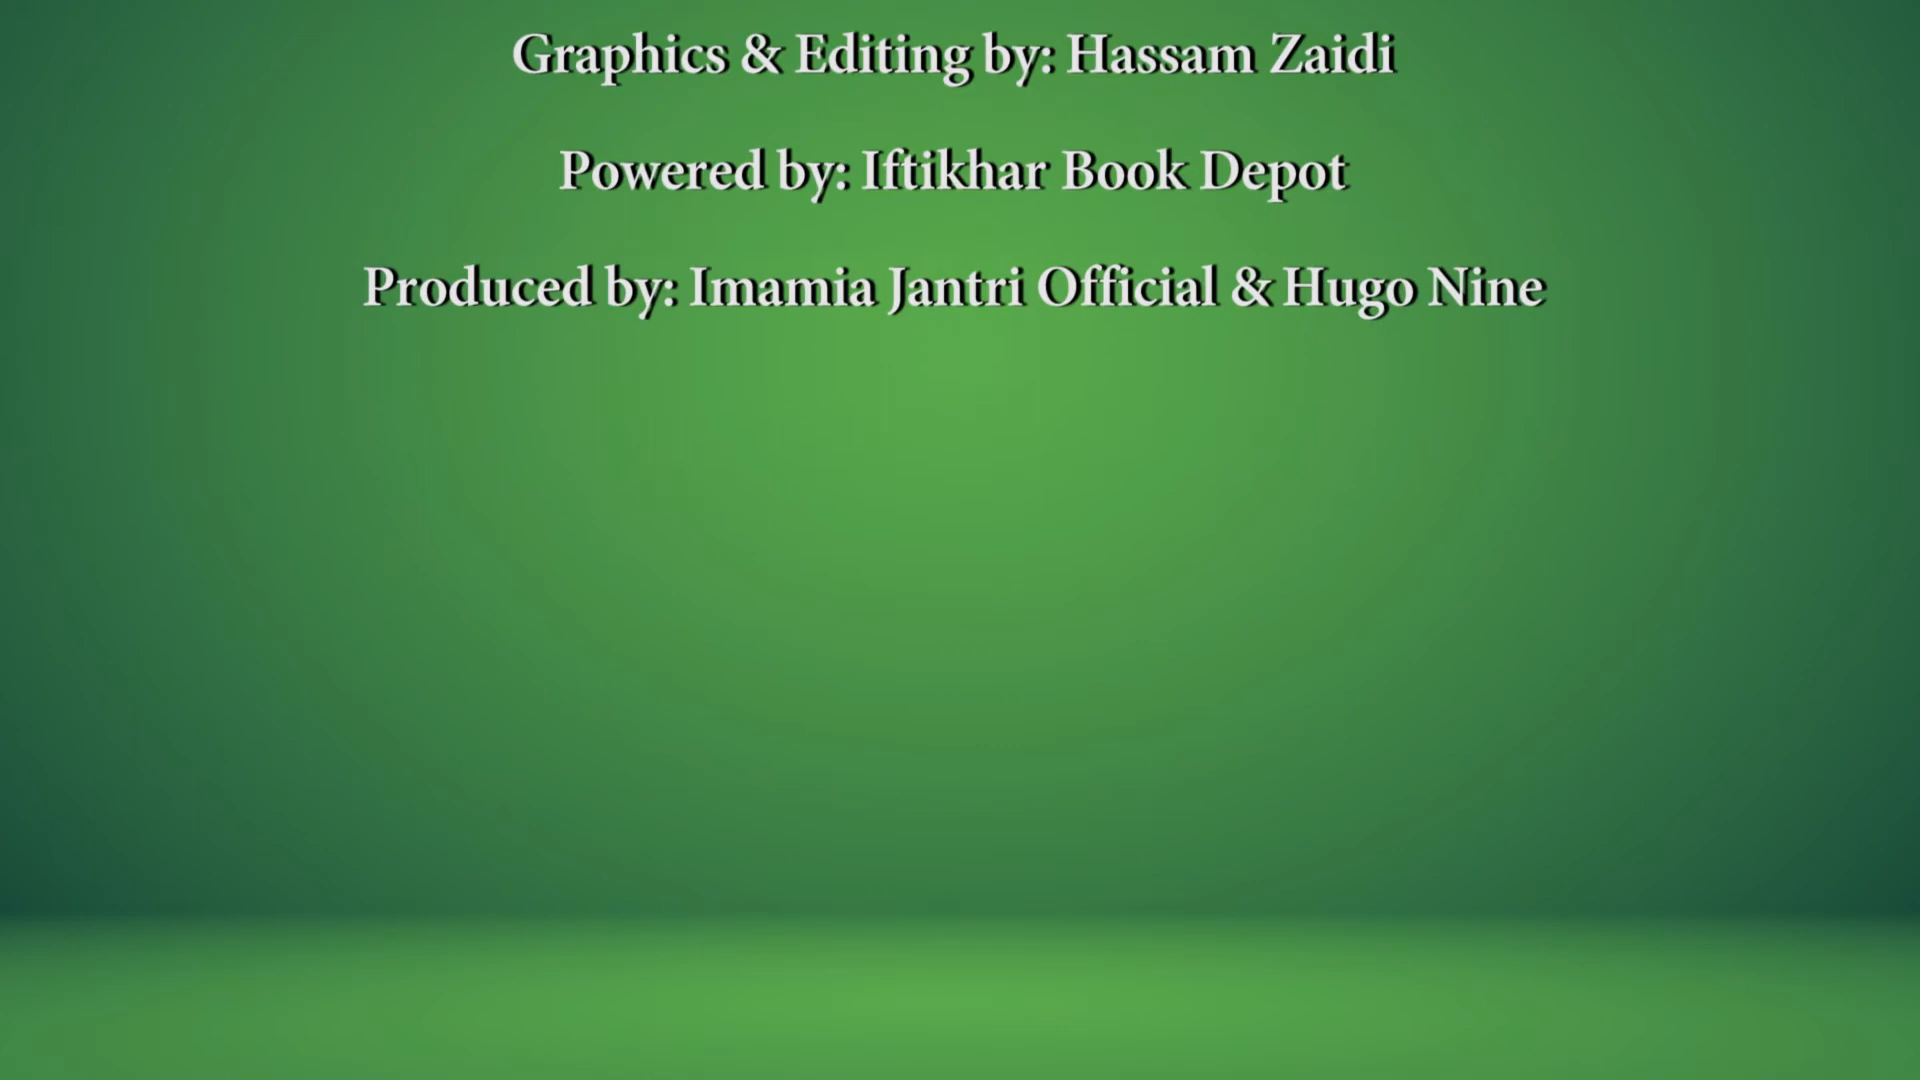 Graphics & Editing by: Hassam Zaidi
Powered by: Iftikhar Book Depot
Produced by: Imamia Jantri Official & Hugo Nine